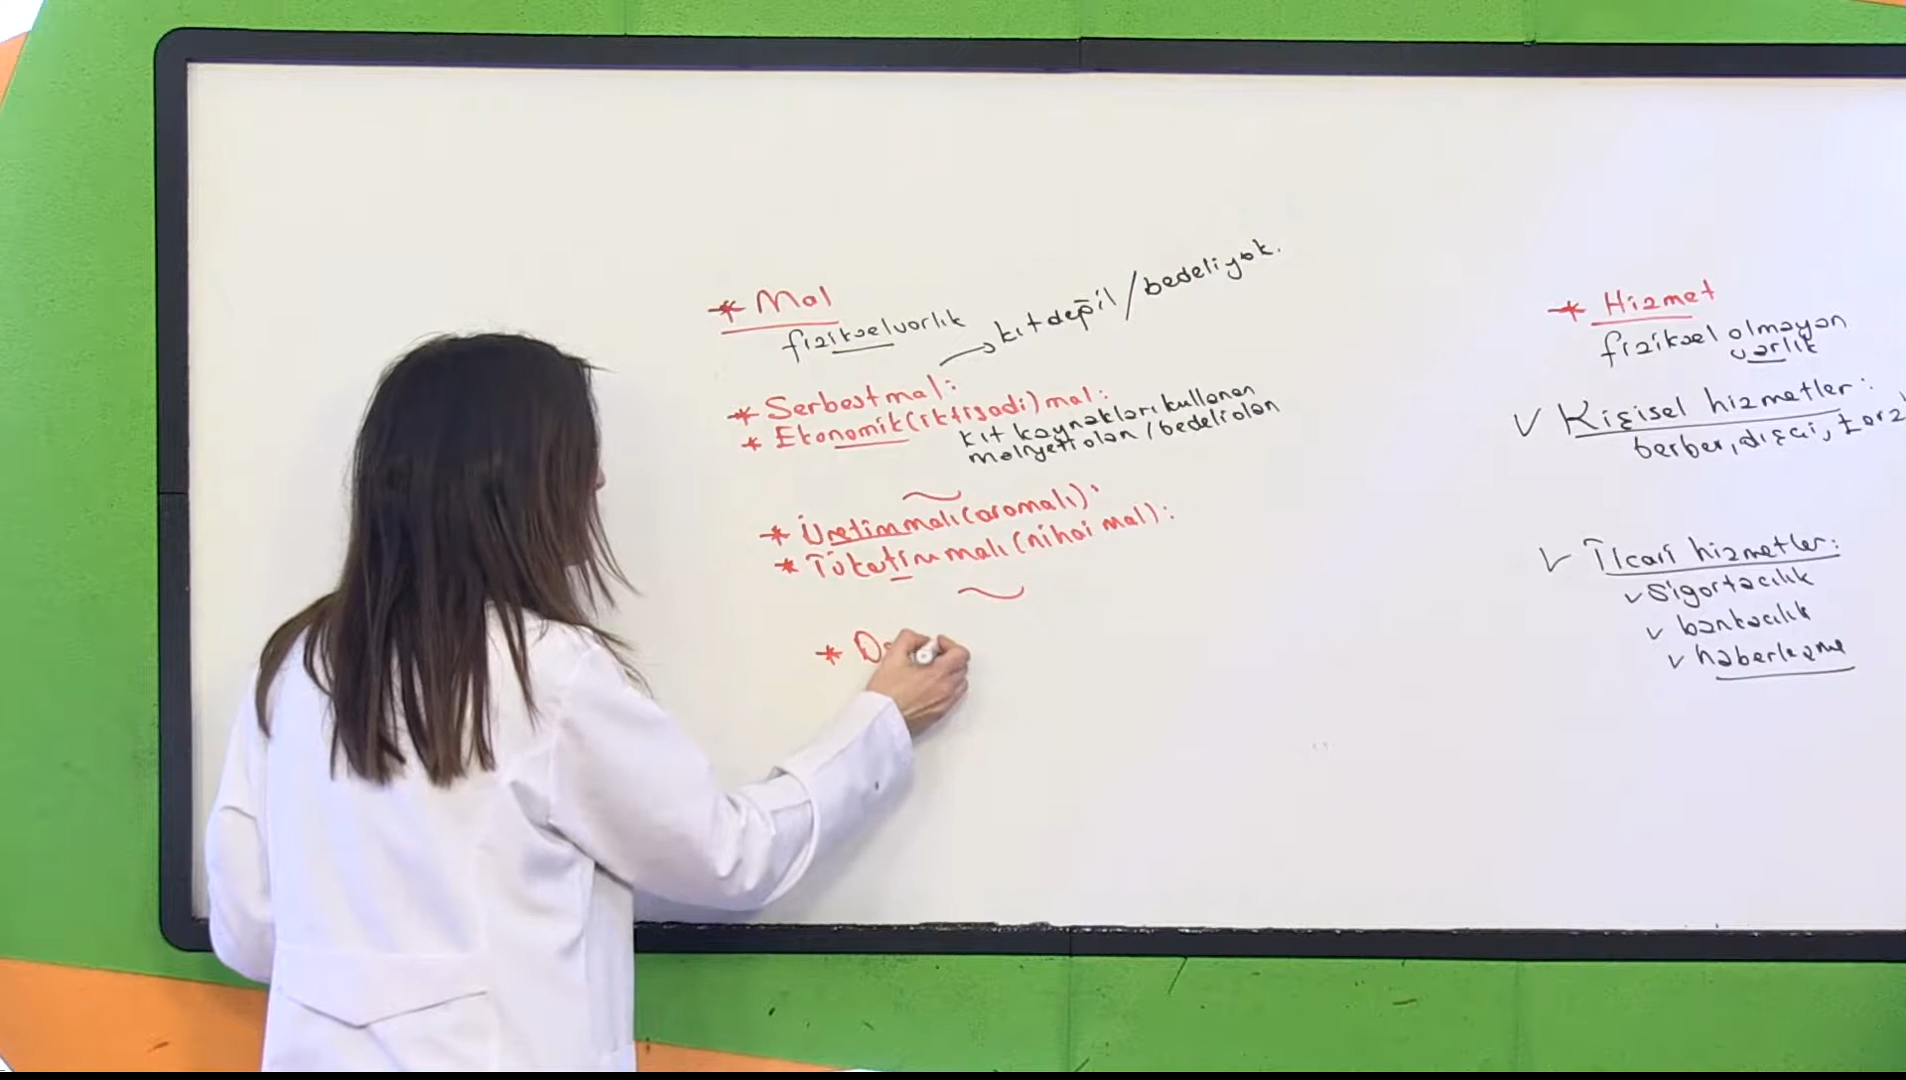 * Mal
fiziksel varlık
→ kıt değil / bedeli yok.
* Serbest mal:
* Ekonomik (iktisadi) mal:
kıt kaynakları kullanan
maliyeti olan / bedeli olan
* Üretim malı (ara malı):
* Tüketim malı (nihai mal):
* D
* Hizmet
fiziksel olmayan
varlık
✓ Kişisel hizmetler:
berber, dişçi,
✓ Ticari hizmetler:
✓ sigortacılık
✓ bankacılık
✓ haberleşme